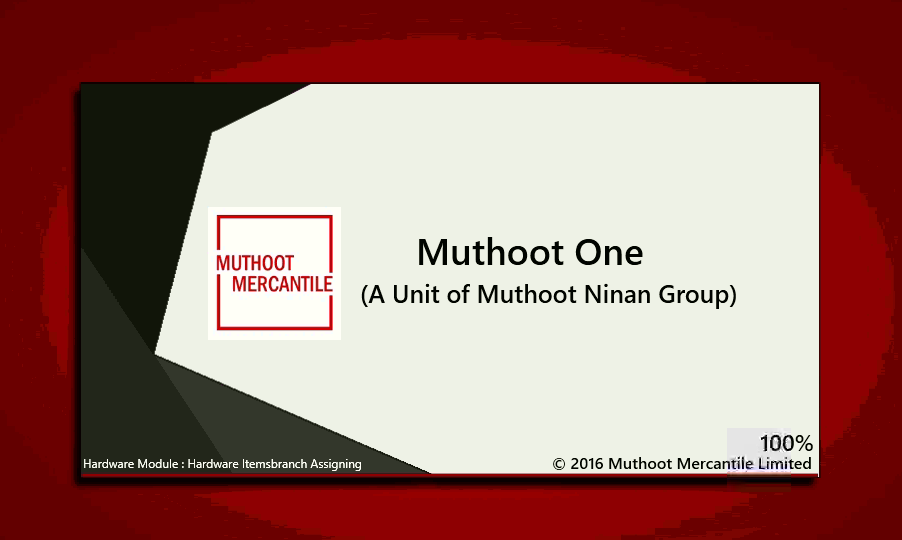 MUTHOOT
MERCANTILE
Muthoot One
(A Unit of Muthoot Ninan Group)
100%
Hardware Module : Hardware Itemsbranch Assigning
© 2016 Muthoot Mercantile Limited